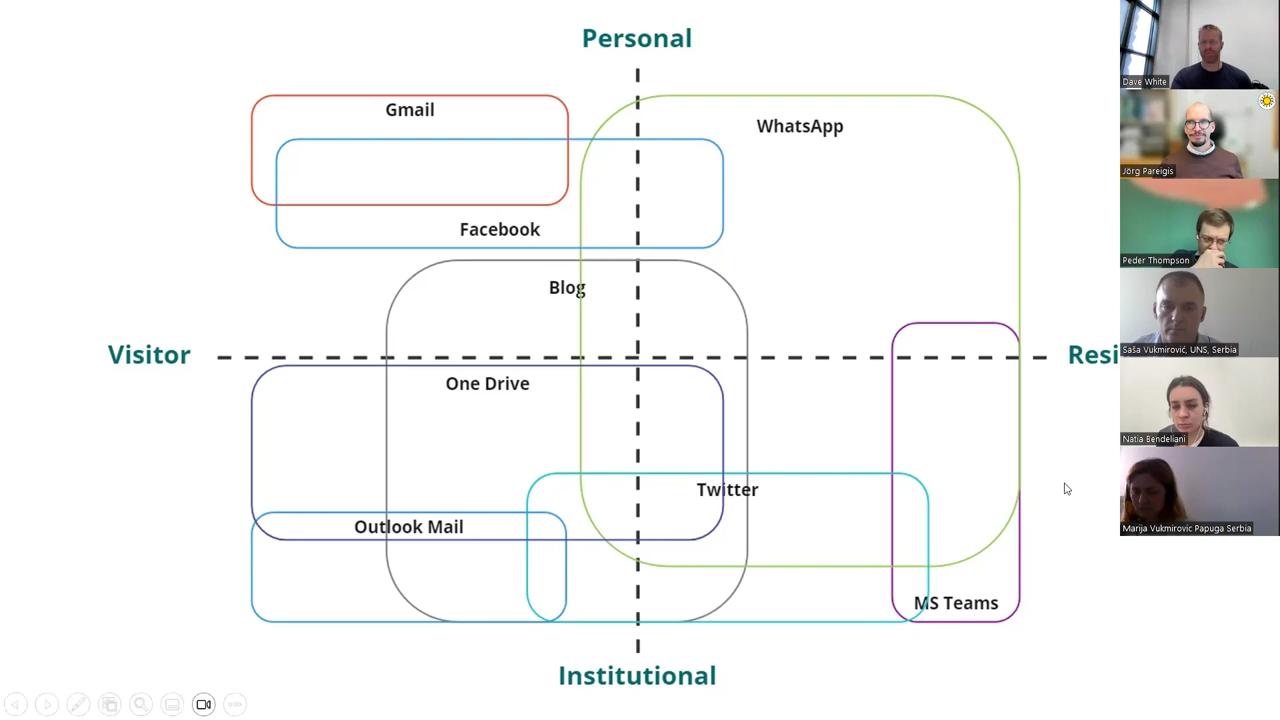 Personal
Gmail
WhatsApp
Facebook
Blog
Visitor
Resi
One Drive
Twitter
Outlook Mail
MS Teams
Institutional
Dave White
Jörg Pareigis
Peder Thompson
Saša Vukmirović, UNS, Serbia
Natia Bendeliani
Marija Vukmirovic Papuga Serbia